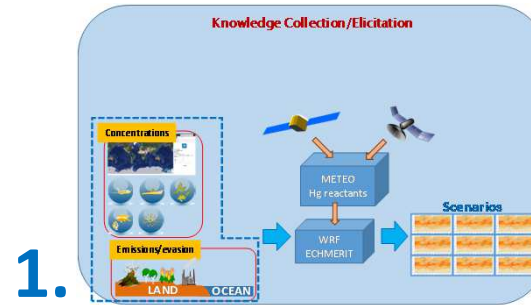 Knowledge Collection/Elicitation
Concentrations
METEO
Hg reactants
Scenarios
WRF
ECHMERIT
Emissions/evasion
LAND
OCEAN
1.